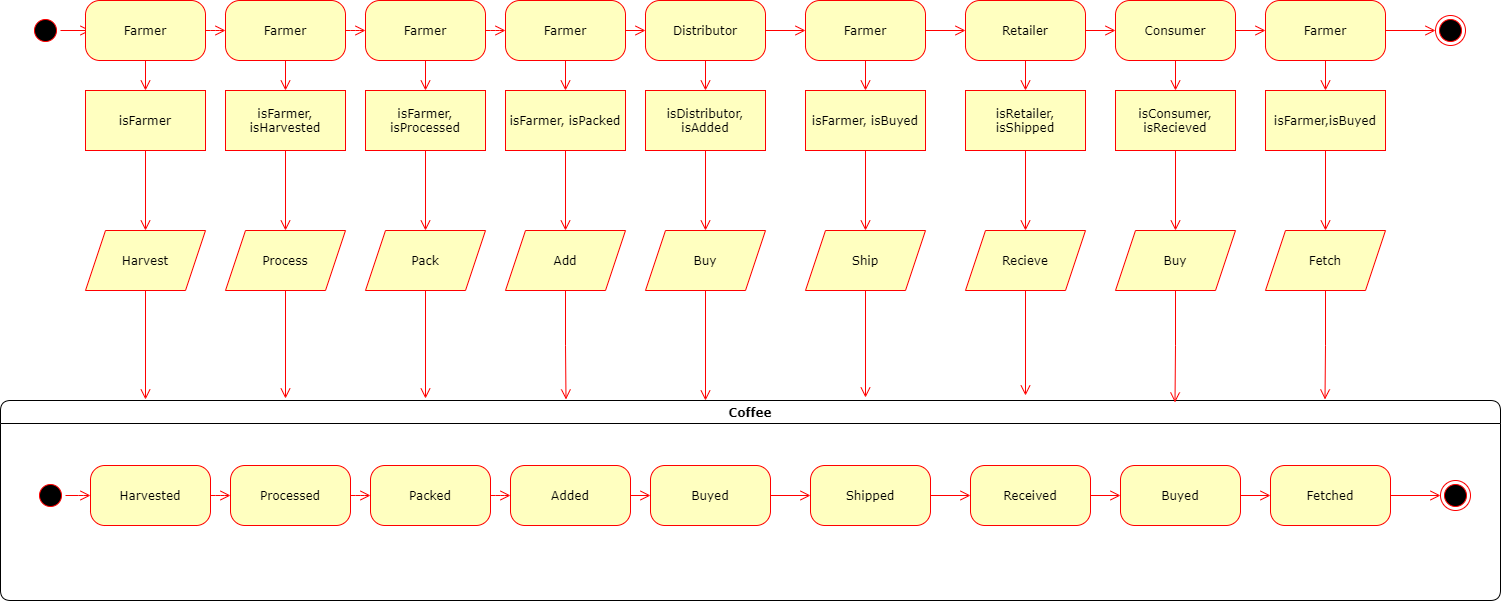 Farmer
Farmer
Farmer
Farmer
Distributor
Farmer
Retailer
Consumer
Farmer
isFarmer
isFarmer,
isHarvested
isFarmer,
isProcessed
isFarmer, isPacked
isDistributor,
isAdded
isFarmer, isBuyed
isRetailer,
isShipped
isConsumer,
isRecieved
isFarmer,isBuyed
Harvest
Process
Pack
Add
Buy
Ship
Recieve
Buy
Fetch
Coffee
Harvested
Processed
Packed
Added
Buyed
Shipped
Received
Buyed
Fetched